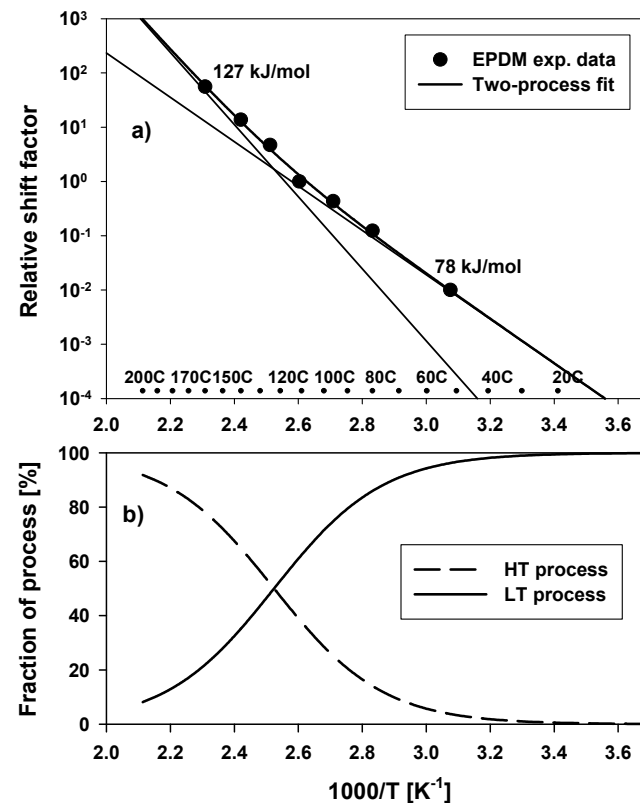 10³
10²
10¹
10⁰
10⁻¹
10⁻²
10⁻³
10⁻⁴
Relative shift factor
a)
127 kJ/mol
78 kJ/mol
EPDM exp. data
Two-process fit
200C 170C 150C 120C 100C 80C 60C 40C 20C
2.0 2.2 2.4 2.6 2.8 3.0 3.2 3.4 3.6
100
80
60
40
20
0
Fraction of process [%]
b)
HT process
LT process
2.0 2.2 2.4 2.6 2.8 3.0 3.2 3.4 3.6
1000/T [K⁻¹]